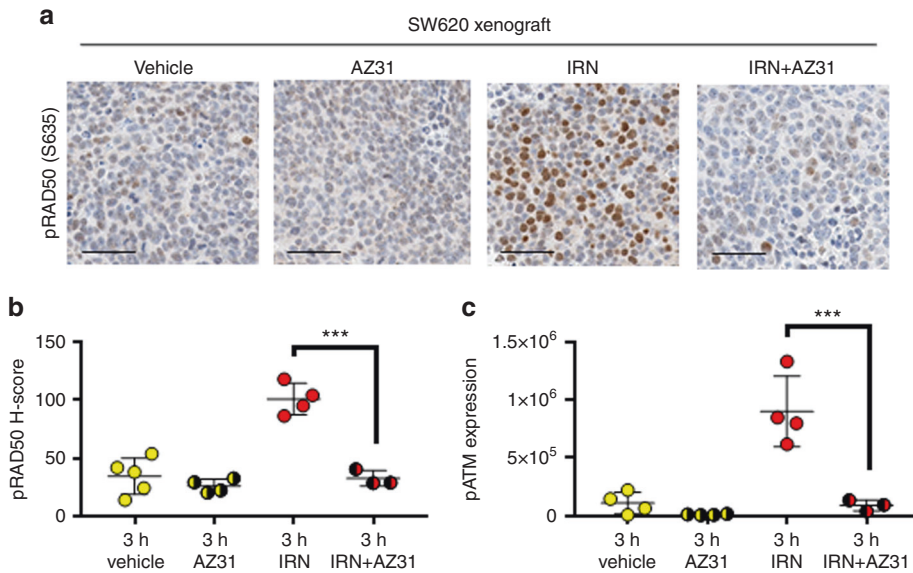 a
SW620 xenograft
Vehicle
AZ31
IRN
IRN+AZ31
pRAD50 (S635)
b
pRAD50 H-score
150
100
50
0
***
3 h
vehicle
3 h
AZ31
3 h
IRN
3 h
IRN+AZ31
c
pATM expression
1.5×10⁶
1×10⁶
5×10⁵
0
***
3 h
vehicle
3 h
AZ31
3 h
IRN
3 h
IRN+AZ31